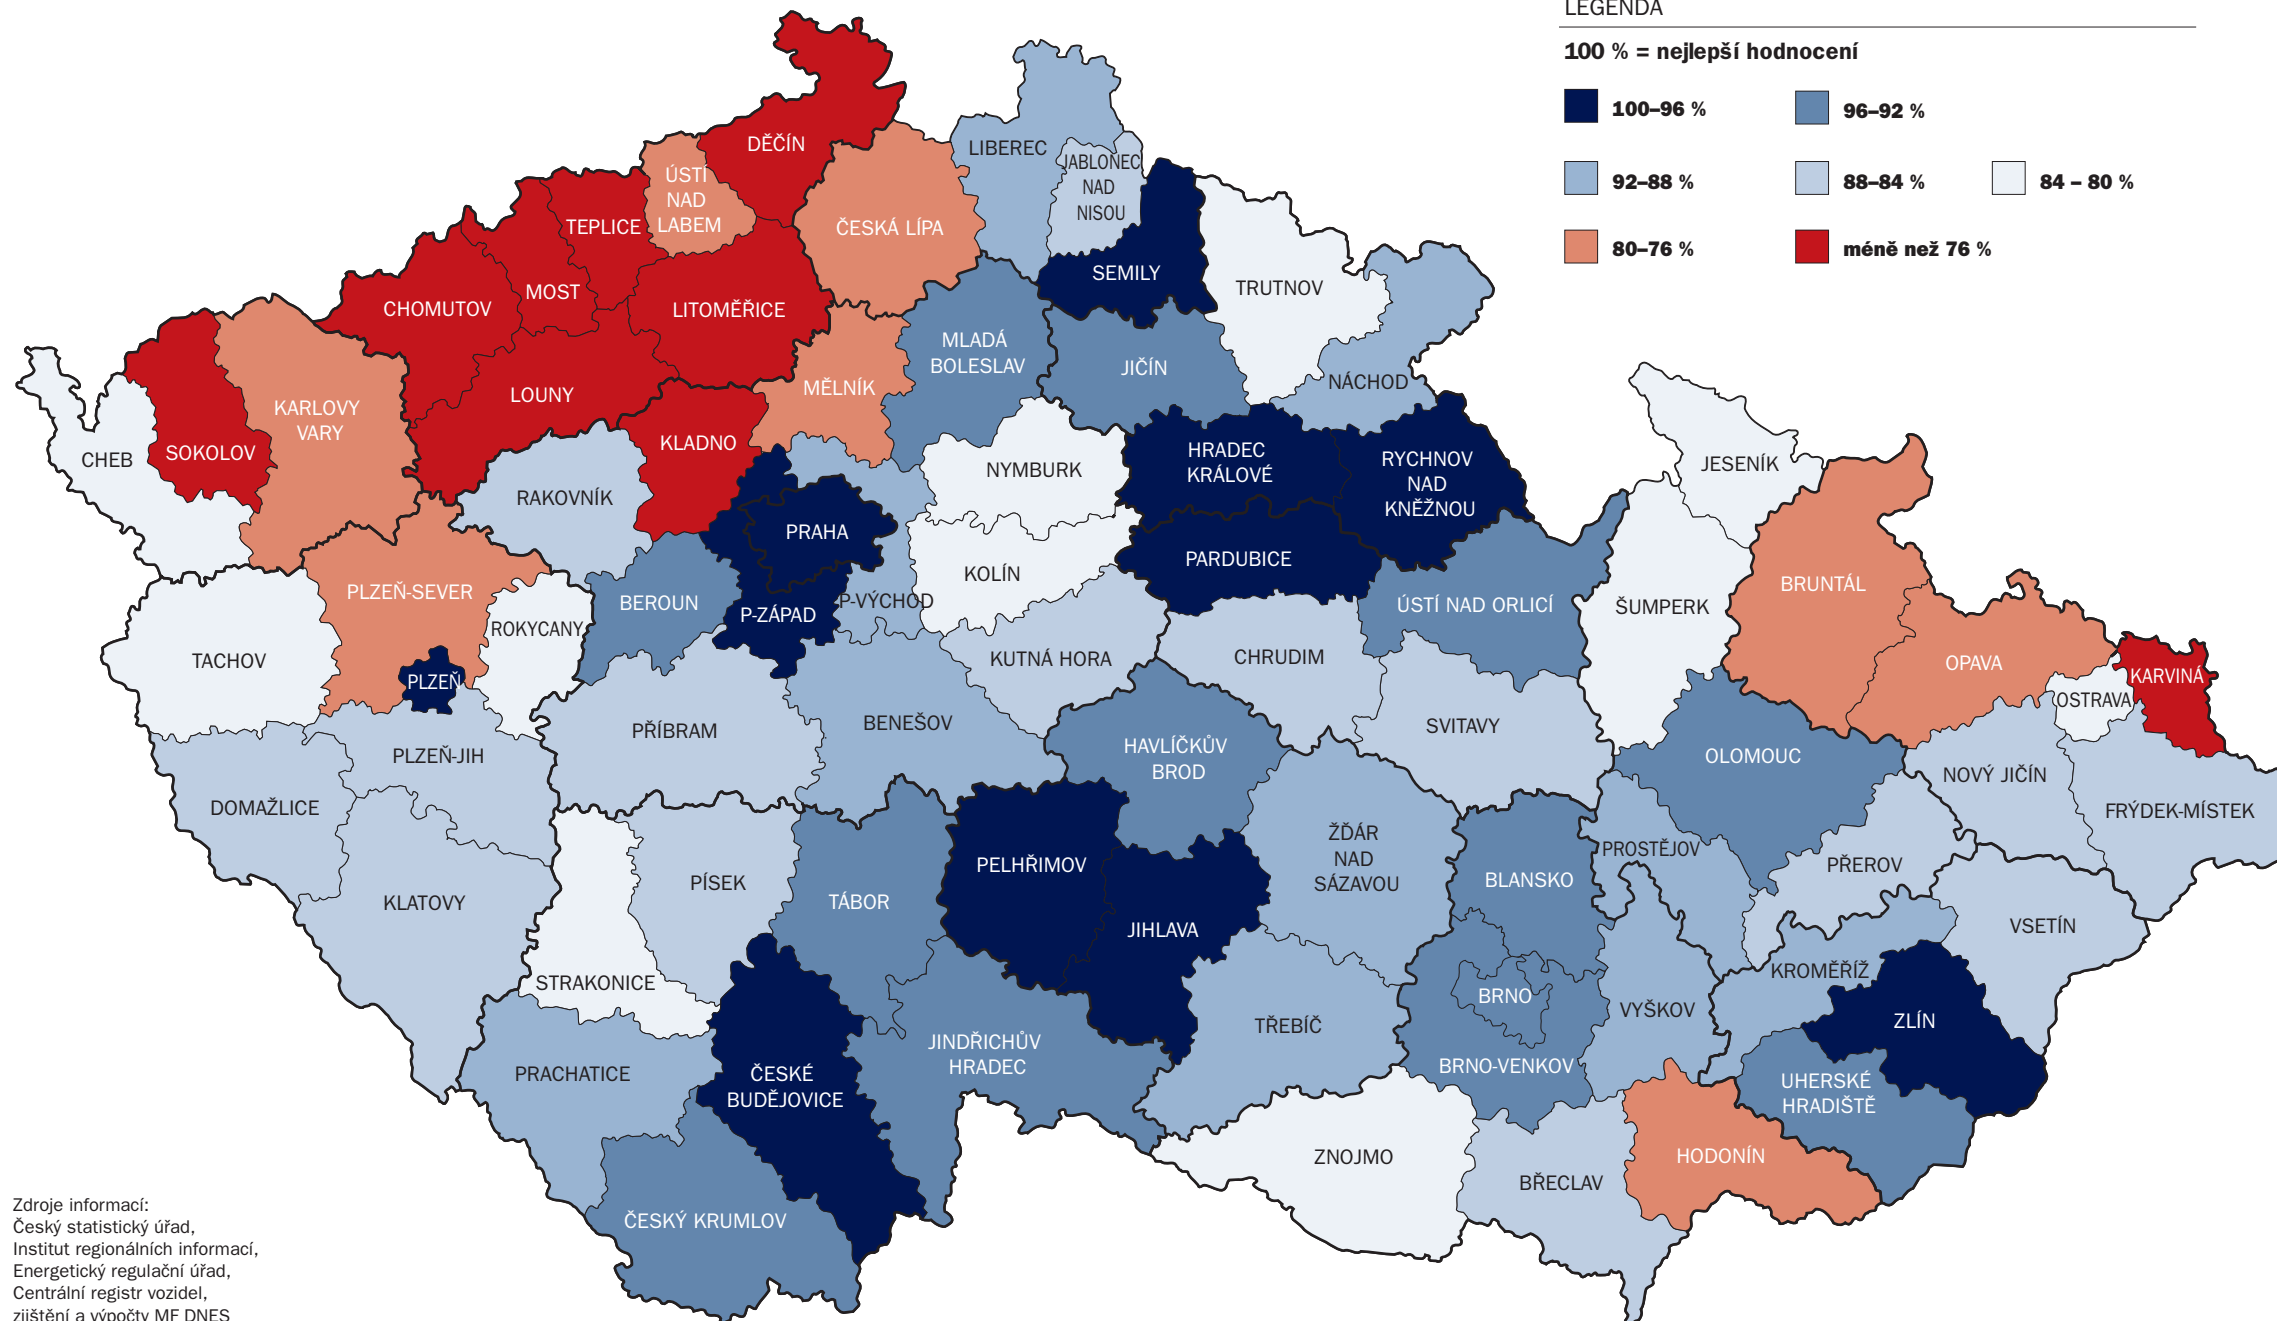 LEGENDA
100 % = nejlepší hodnocení
100–96 %
96–92 %
92–88 %
88–84 %
84 – 80 %
80–76 %
méně než 76 %
DĚČÍN
LIBEREC
JABLONEC
NAD
NISOU
ÚSTÍ
NAD
LABEM
TEPLICE
ČESKÁ LÍPA
SEMILY
TRUTNOV
MOST
CHOMUTOV
LITOMĚŘICE
MLADÁ
BOLESLAV
JIČÍN
NÁCHOD
LOUNY
MĚLNÍK
KARLOVY
VARY
SOKOLOV
CHEB
KLADNO
RAKOVNÍK
NYMBURK
HRADEC
KRÁLOVÉ
RYCHNOV
NAD
KNĚŽNOU
JESENÍK
PRAHA
PARDUBICE
KOLÍN
PLZEŇ-SEVER
BEROUN
P-ZÁPAD
P-VÝCHOD
ÚSTÍ NAD ORLICÍ
ŠUMPERK
BRUNTÁL
ROKYCANY
TACHOV
PLZEŇ
KUTNÁ HORA
CHRUDIM
OPAVA
KARVINÁ
OSTRAVA
PŘÍBRAM
BENEŠOV
SVITAVY
PLZEŇ-JIH
HAVLÍČKŮV
BROD
OLOMOUC
NOVÝ JIČÍN
DOMAŽLICE
FRÝDEK-MÍSTEK
ŽĎÁR
NAD
SÁZAVOU
PROSTĚJOV
PŘEROV
PELHŘIMOV
PÍSEK
BLANSKO
KLATOVY
TÁBOR
JIHLAVA
VSETÍN
STRAKONICE
KROMĚŘÍŽ
BRNO
VYŠKOV
ZLÍN
TŘEBÍČ
JINDŘICHŮV
HRADEC
BRNO-VENKOV
PRACHATICE
ČESKÉ
BUDĚJOVICE
UHERSKÉ
HRADIŠTĚ
ZNOJMO
HODONÍN
BŘECLAV
ČESKÝ KRUMLOV
Zdroje informací:
Český statistický úřad,
Institut regionálních informací,
Energetický regulační úřad,
Centrální registr vozidel,
zjištění a výpočty MF DNES